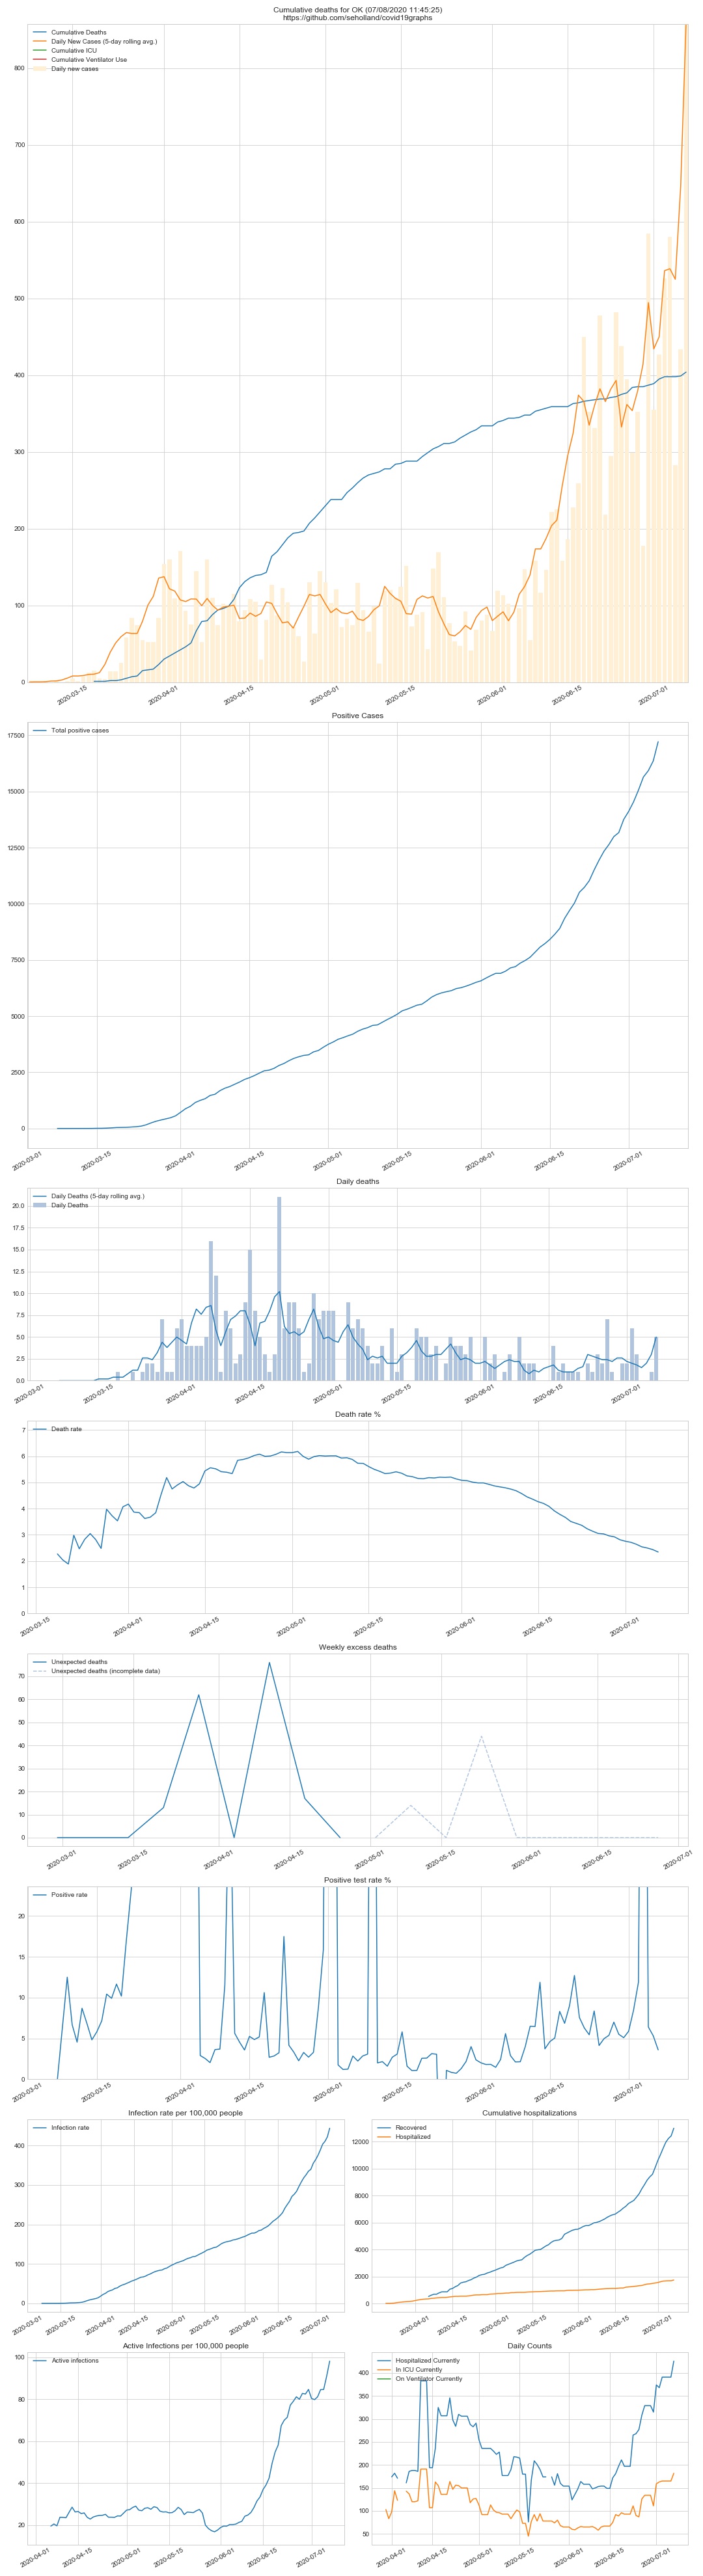 Cumulative deaths for OK (07/08/2020 11:45:25)
https://github.com/seholland/covid19graphs
Cumulative Deaths
Daily New Cases (5-day rolling avg.)
Cumulative ICU
Cumulative Ventilator Use
Daily new cases
800
700
600
500
400
300
200
100
0
2020-03-15 2020-04-01 2020-04-15 2020-05-01 2020-05-15 2020-06-01 2020-06-15 2020-07-01
Positive Cases
Total positive cases
17500
15000
12500
10000
7500
5000
2500
0
2020-03-01 2020-03-15 2020-04-01 2020-04-15 2020-05-01 2020-05-15 2020-06-01 2020-06-15 2020-07-01
Daily deaths
Daily Deaths (5-day rolling avg.)
Daily Deaths
20.0
17.5
15.0
12.5
10.0
7.5
5.0
2.5
0.0
2020-03-01 2020-03-15 2020-04-01 2020-04-15 2020-05-01 2020-05-15 2020-06-01 2020-06-15 2020-07-01
Death rate %
Death rate
7
6
5
4
3
2
1
0
2020-03-15 2020-04-01 2020-04-15 2020-05-01 2020-05-15 2020-06-01 2020-06-15 2020-07-01
Weekly excess deaths
Unexpected deaths
Unexpected deaths (incomplete data)
70
60
50
40
30
20
10
0
2020-03-01 2020-03-15 2020-04-01 2020-04-15 2020-05-01 2020-05-15 2020-06-01 2020-06-15 2020-07-01
Positive test rate %
Positive rate
20
15
10
5
0
2020-03-01 2020-03-15 2020-04-01 2020-04-15 2020-05-01 2020-05-15 2020-06-01 2020-06-15 2020-07-01
Infection rate per 100,000 people
Infection rate
400
300
200
100
0
2020-03-01 2020-03-15 2020-04-01 2020-04-15 2020-05-01 2020-05-15 2020-06-01 2020-06-15 2020-07-01
Cumulative hospitalizations
Recovered
Hospitalized
12000
10000
8000
6000
4000
2000
0
2020-04-01 2020-04-15 2020-05-01 2020-05-15 2020-06-01 2020-06-15 2020-07-01
Active Infections per 100,000 people
Active infections
100
80
60
40
20
2020-04-01 2020-04-15 2020-05-01 2020-05-15 2020-06-01 2020-06-15 2020-07-01
Daily Counts
Hospitalized Currently
In ICU Currently
On Ventilator Currently
400
350
300
250
200
150
100
50
2020-04-01 2020-04-15 2020-05-01 2020-05-15 2020-06-01 2020-06-15 2020-07-01